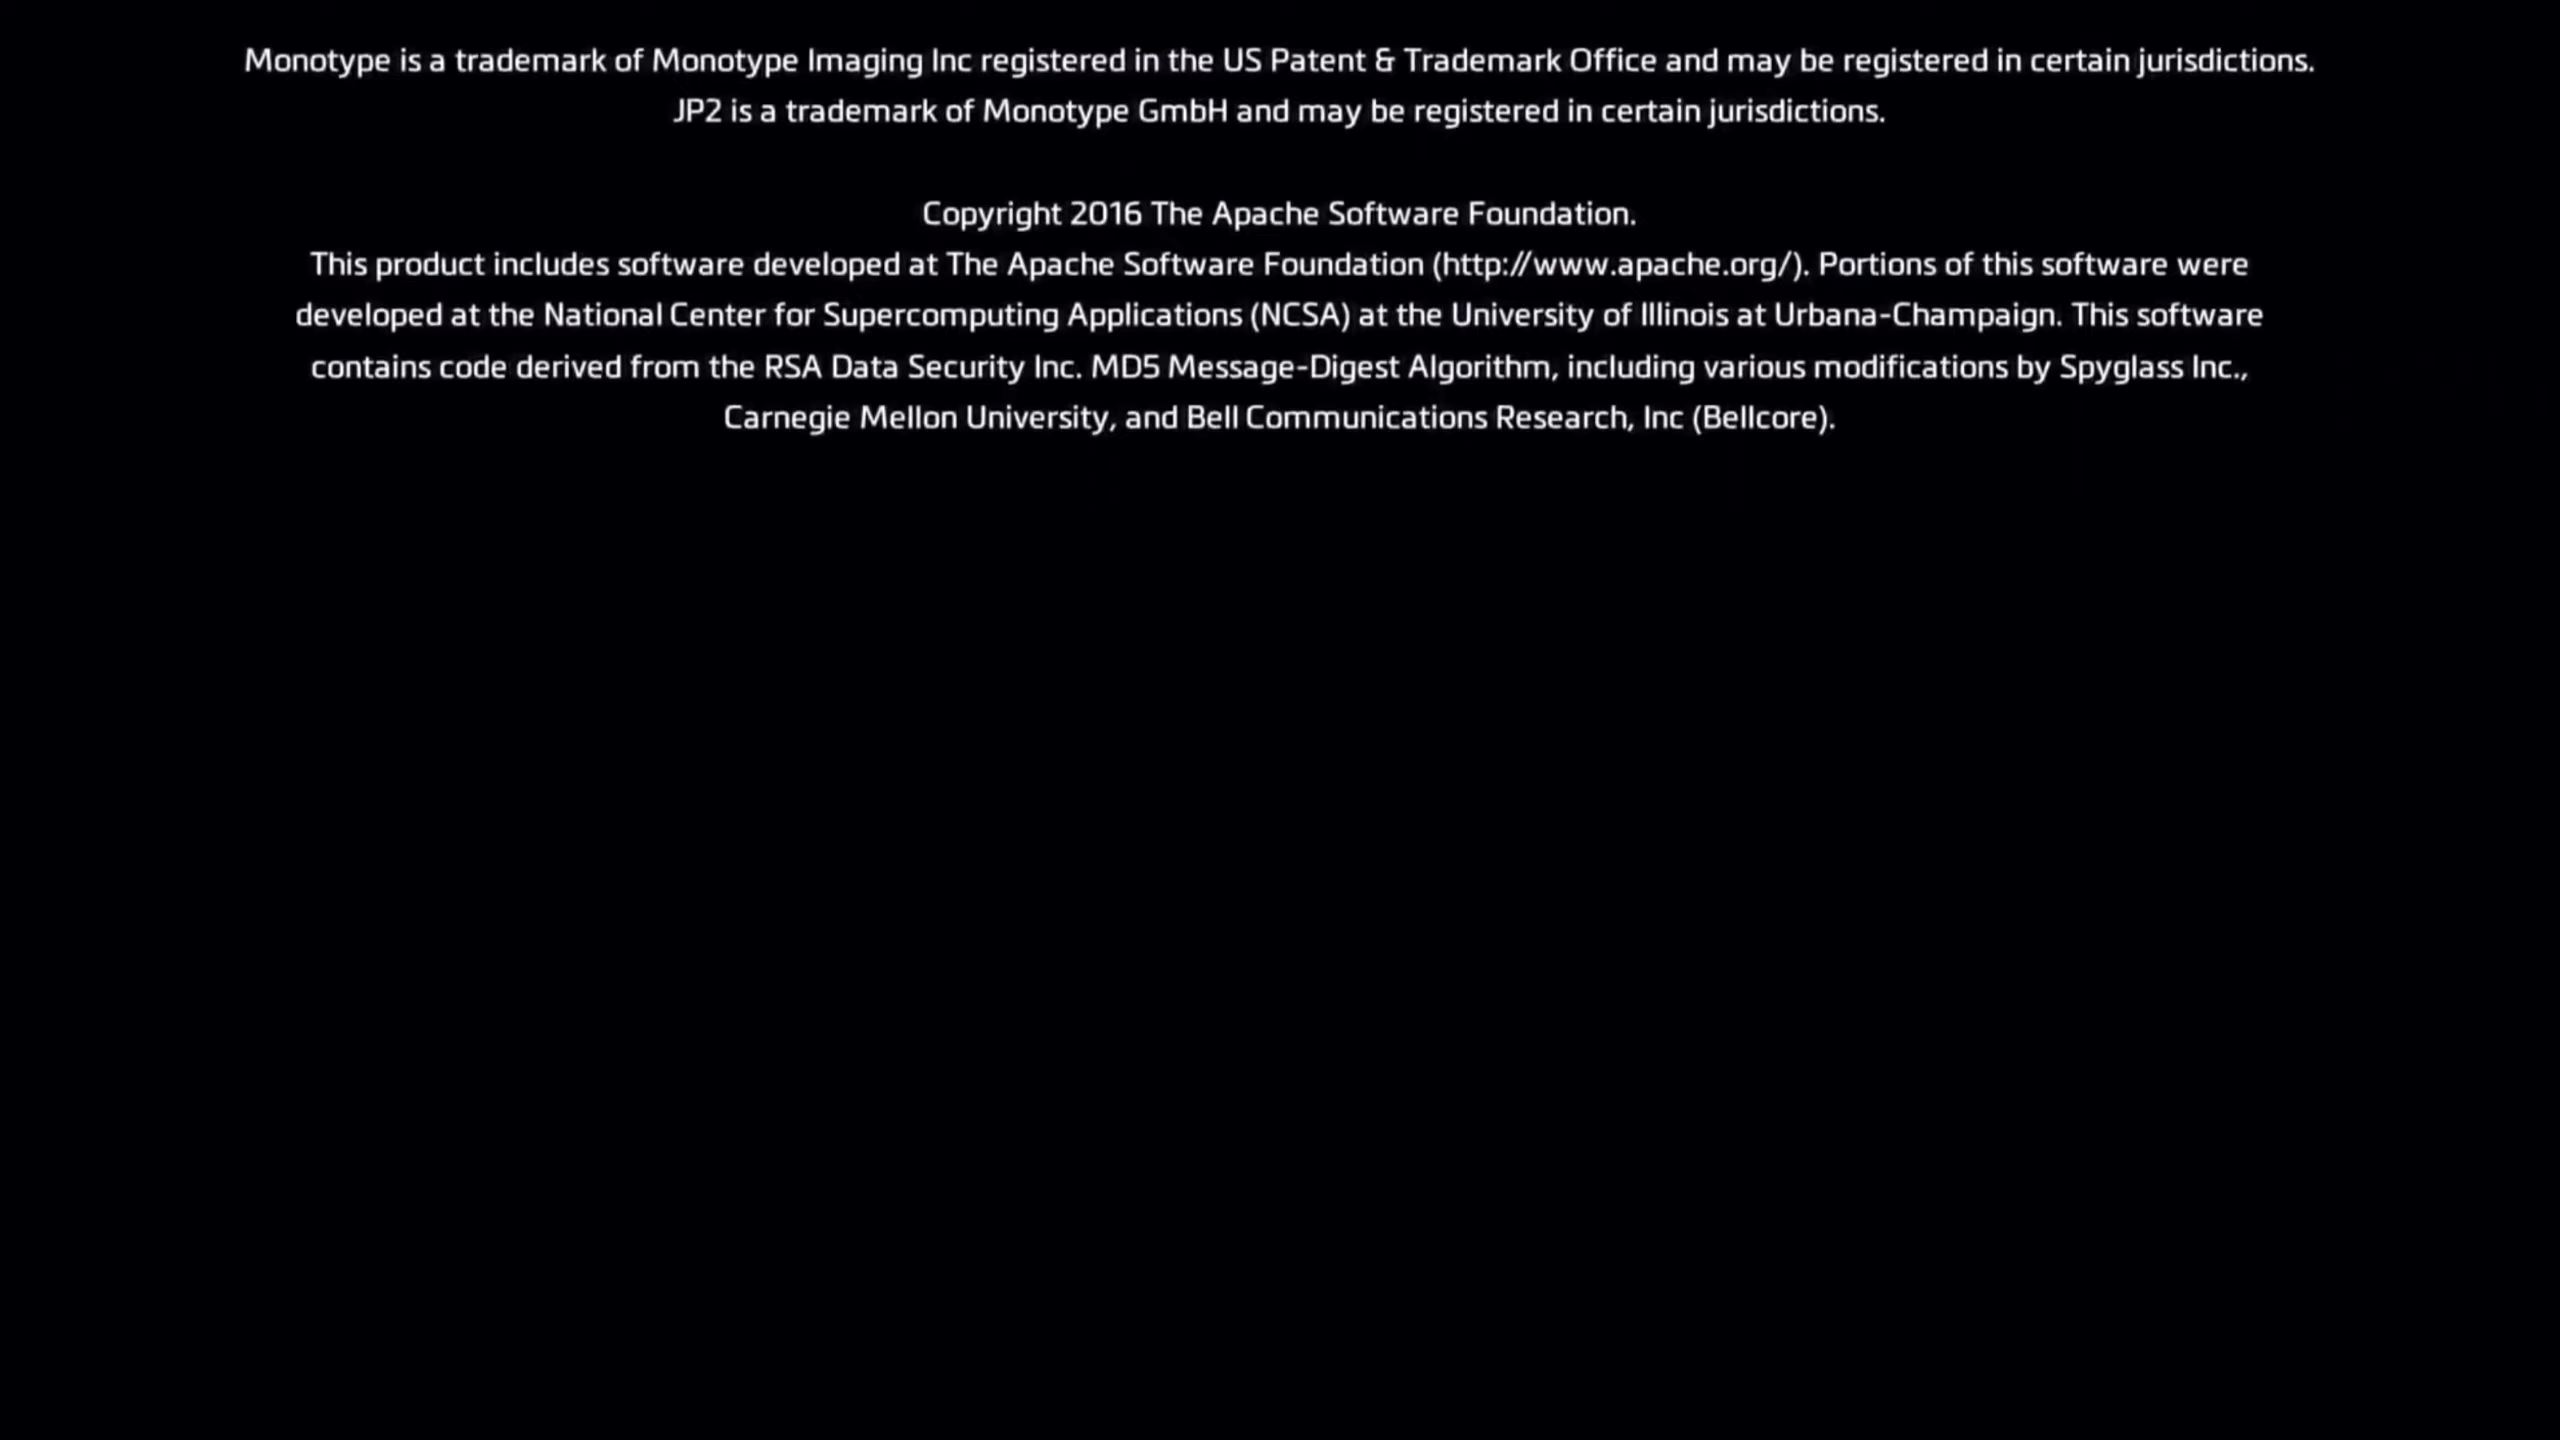 Monotype is a trademark of Monotype Imaging Inc registered in the US Patent & Trademark Office and may be registered in certain jurisdictions.
JP2 is a trademark of Monotype GmbH and may be registered in certain jurisdictions.
Copyright 2016 The Apache Software Foundation.
This product includes software developed at The Apache Software Foundation (http://www.apache.org/). Portions of this software were
developed at the National Center for Supercomputing Applications (NCSA) at the University of Illinois at Urbana-Champaign. This software
contains code derived from the RSA Data Security Inc. MD5 Message-Digest Algorithm, including various modifications by Spyglass Inc.,
Carnegie Mellon University, and Bell Communications Research, Inc (Bellcore).